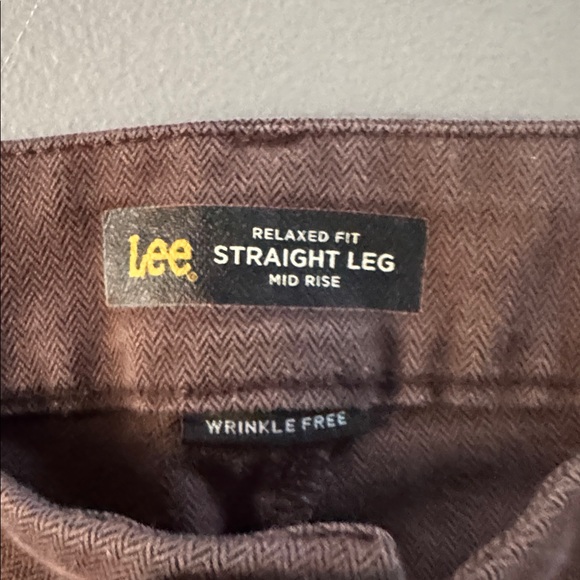 Lee®
RELAXED FIT
STRAIGHT LEG
MID RISE
WRINKLE FREE